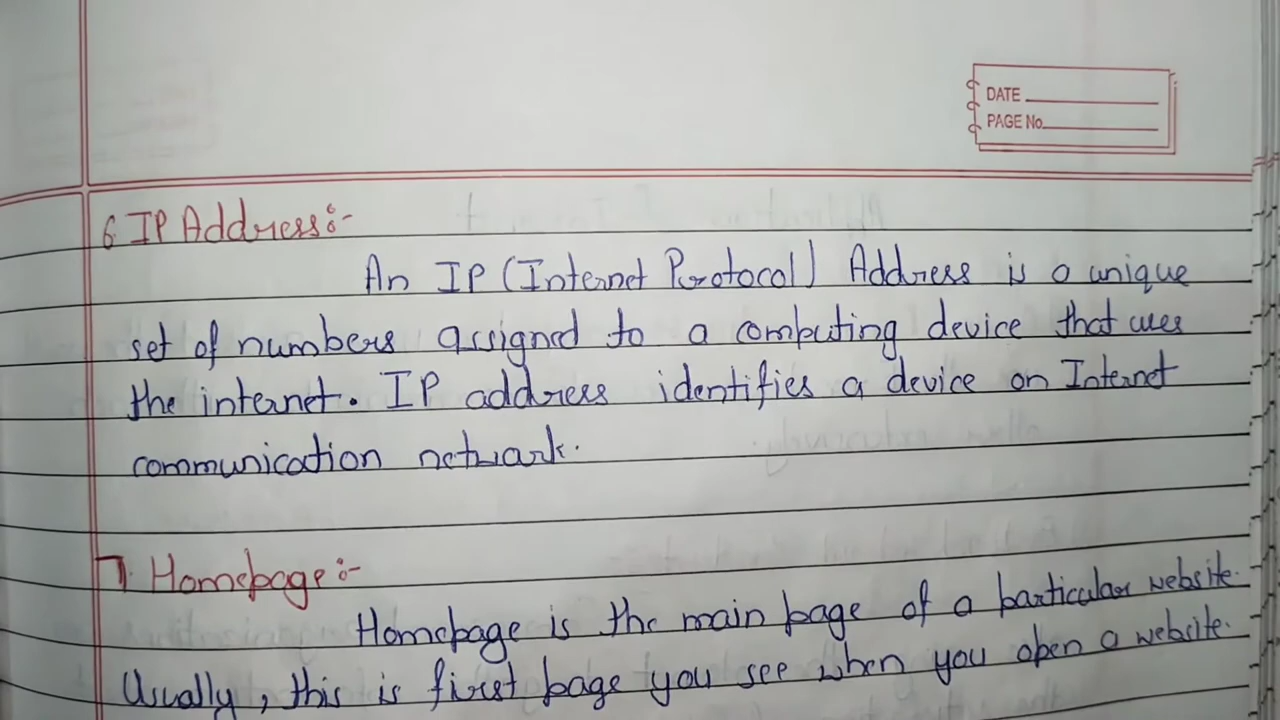 DATE
PAGE No.
6. IP Address:-
An IP (Internet Protocol) Address is a unique
set of numbers assigned to a computing device that uses
the internet. IP address identifies a device on Internet
communication network.
7. Homepage:-
Homepage is the main page of a particular website.
Usually, this is first page you see when you open a website.